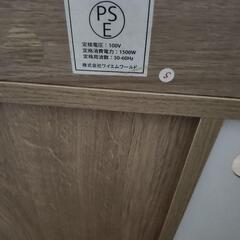 PS
E
定格電圧：100V
定格消費電力：1500W
定格周波数：50-60Hz
株式会社ワイエムワールド
S